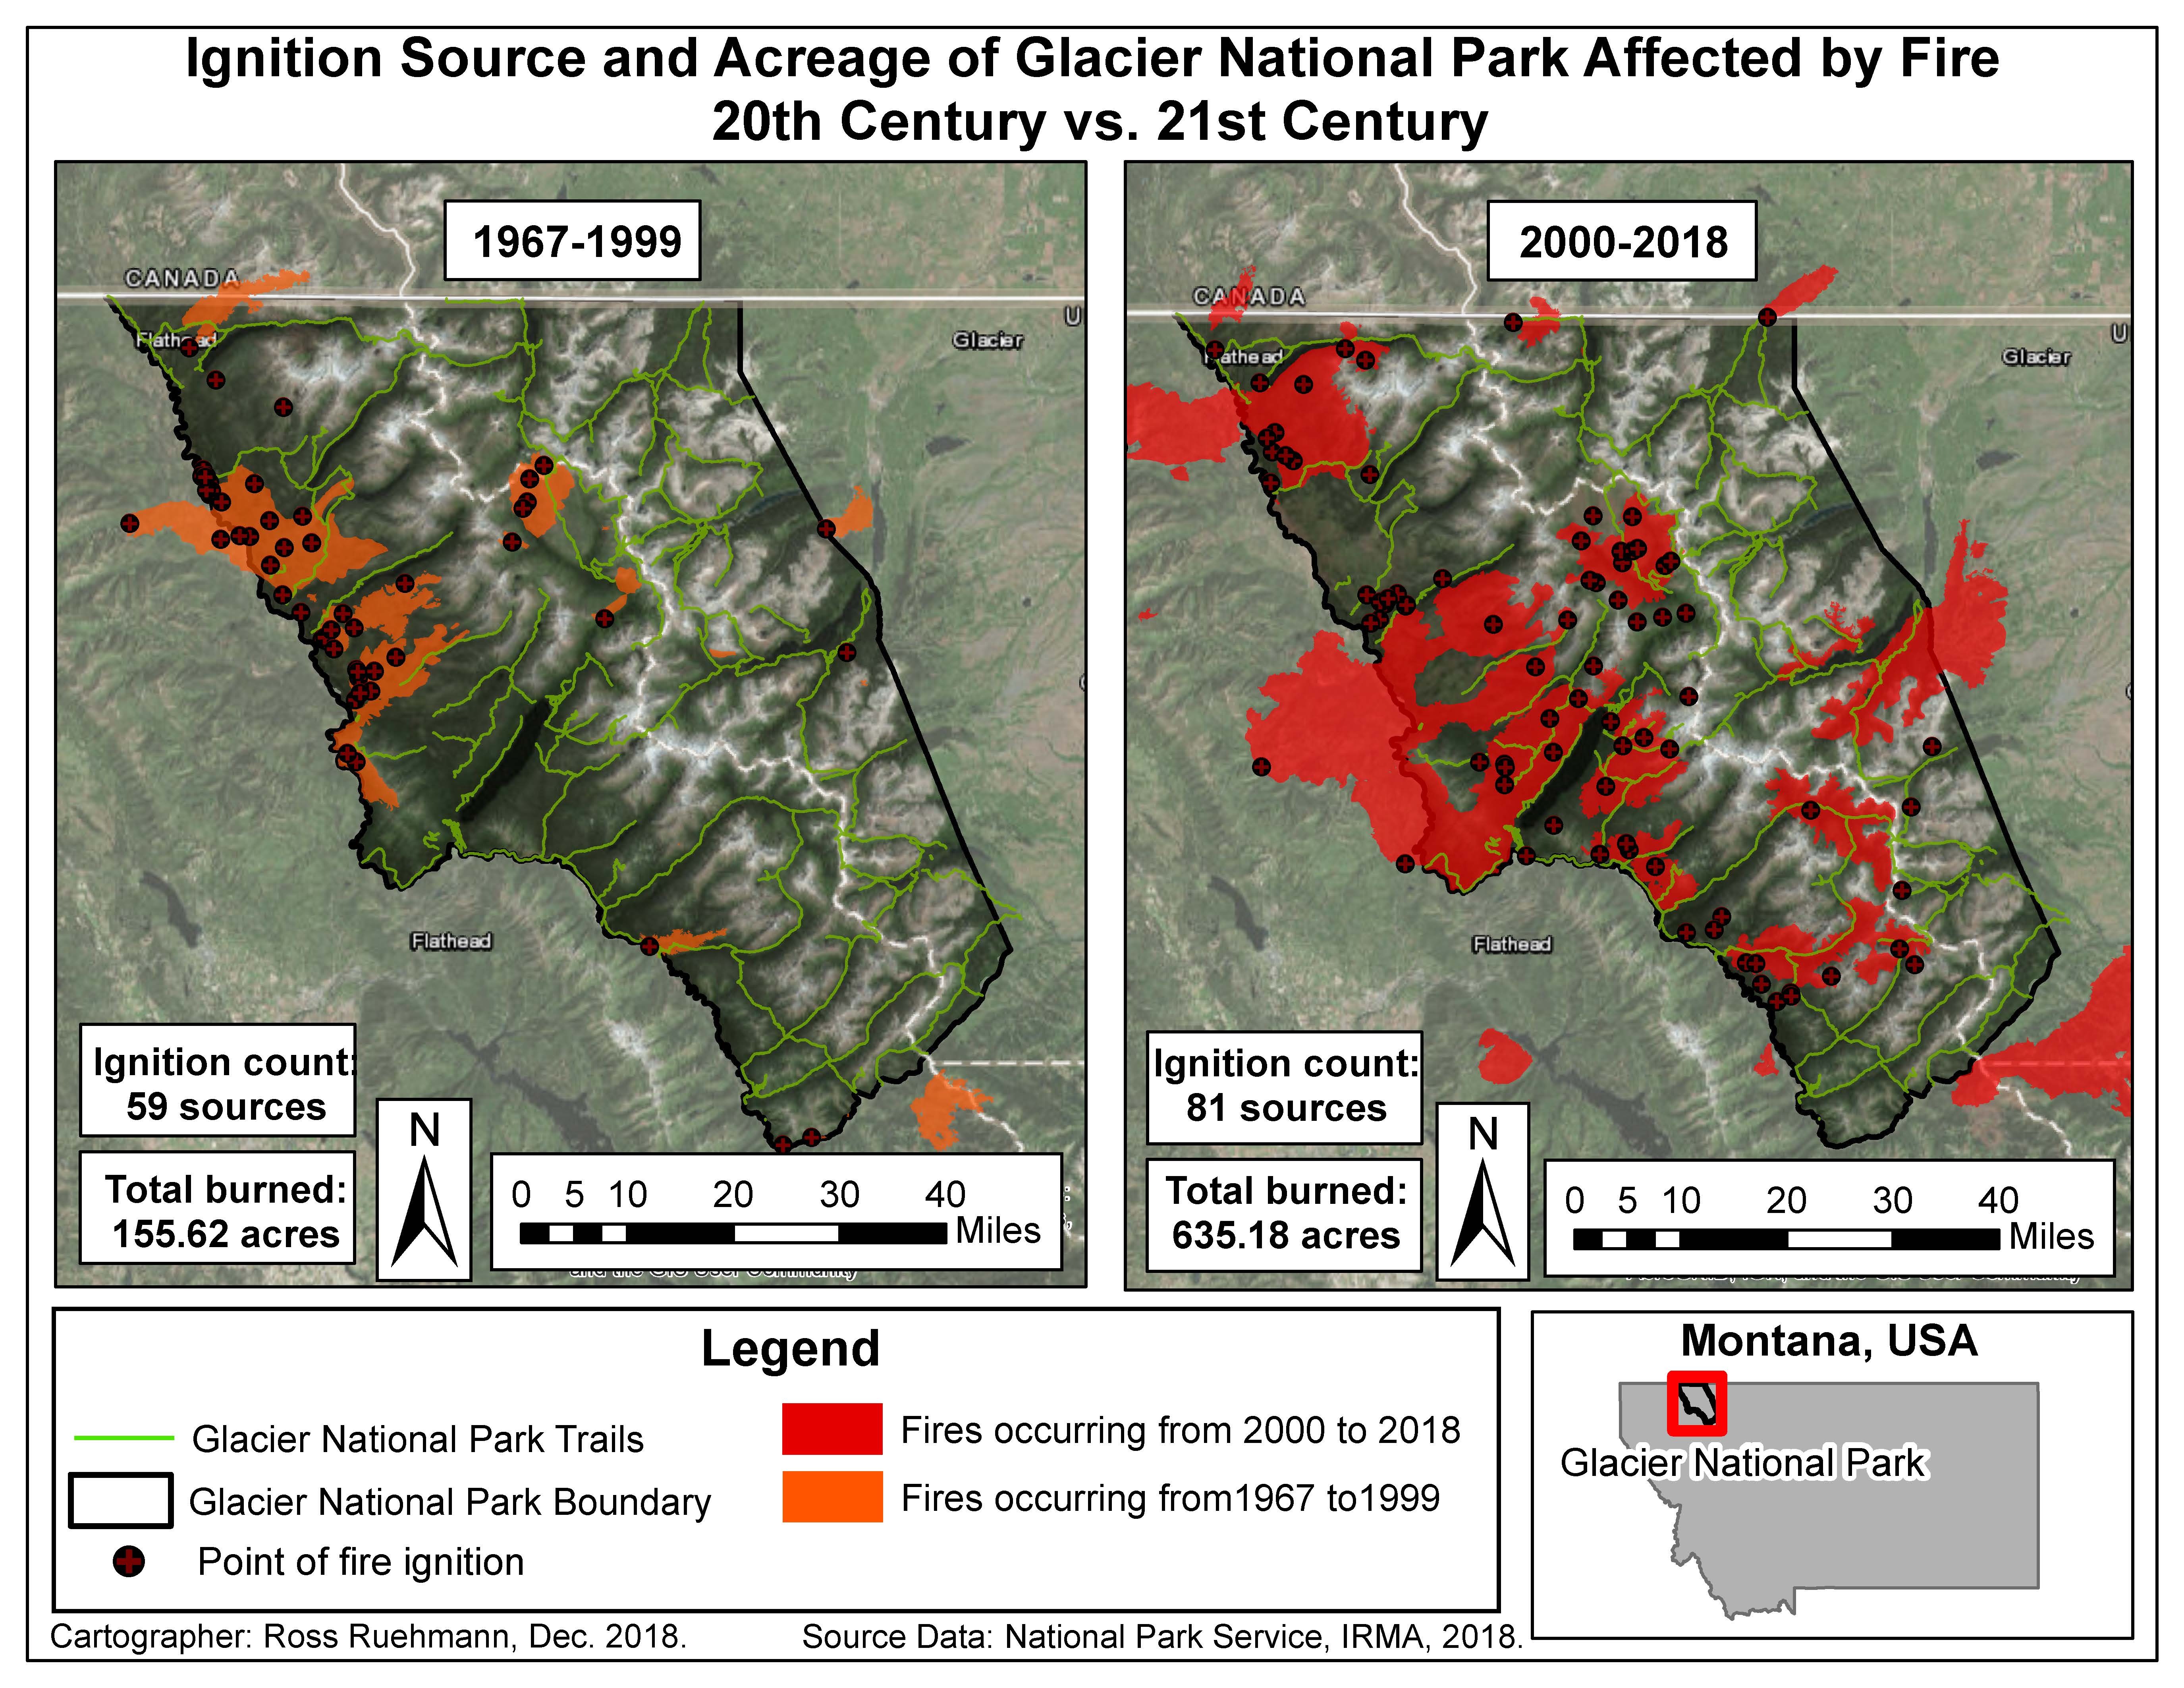 Ignition Source and Acreage of Glacier National Park Affected by Fire
20th Century vs. 21st Century
1967-1999
CANADA
Flathead
Glacier
U
Flathead
Ignition count:
59 sources
Total burned:
155.62 acres
N
0 5 10 20 30 40
Miles
and the GIS User Community
2000-2018
CANADA
Flathead
Glacier
U
Flathead
Ignition count:
81 sources
Total burned:
635.18 acres
N
0 5 10 20 30 40
Miles
Legend
Glacier National Park Trails
Glacier National Park Boundary
Point of fire ignition
Fires occurring from 2000 to 2018
Fires occurring from1967 to1999
Montana, USA
Glacier National Park
Cartographer: Ross Ruehmann, Dec. 2018.
Source Data: National Park Service, IRMA, 2018.